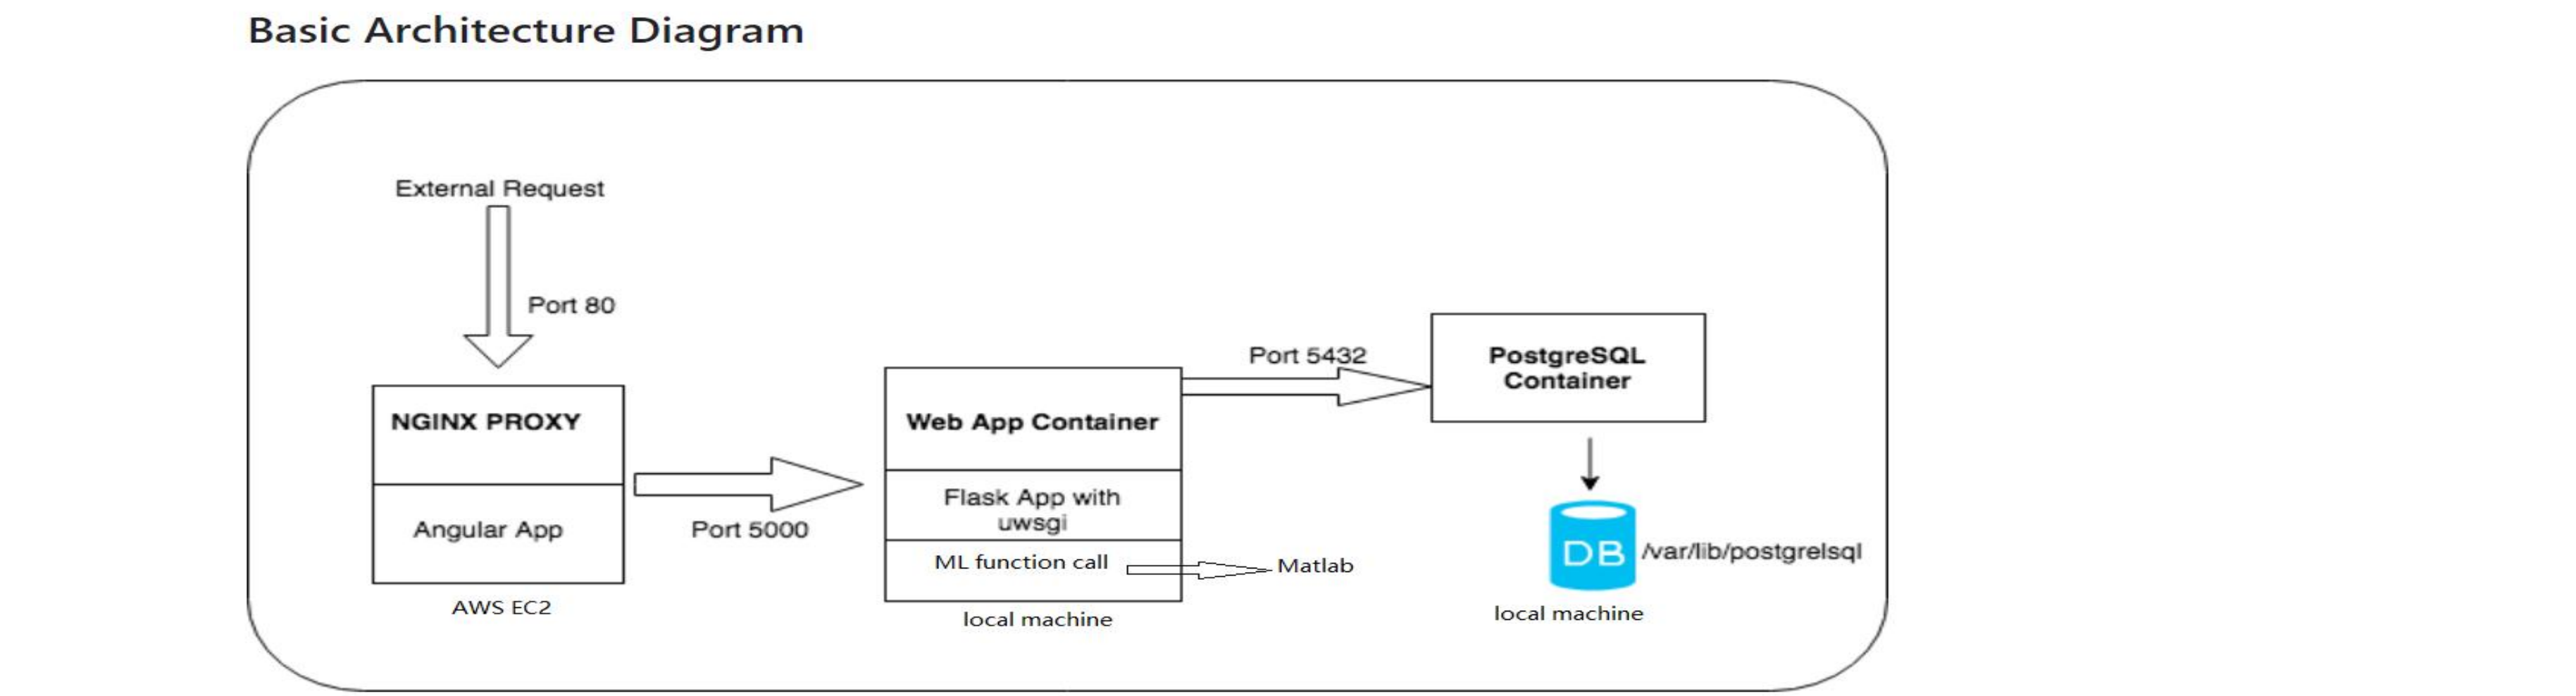 Basic Architecture Diagram
External Request
Port 80
NGINX PROXY
Angular App
AWS EC2
Port 5000
Web App Container
Flask App with
uwsgi
ML function call
Matlab
local machine
Port 5432
PostgreSQL
Container
DB
/var/lib/postgrelsql
local machine